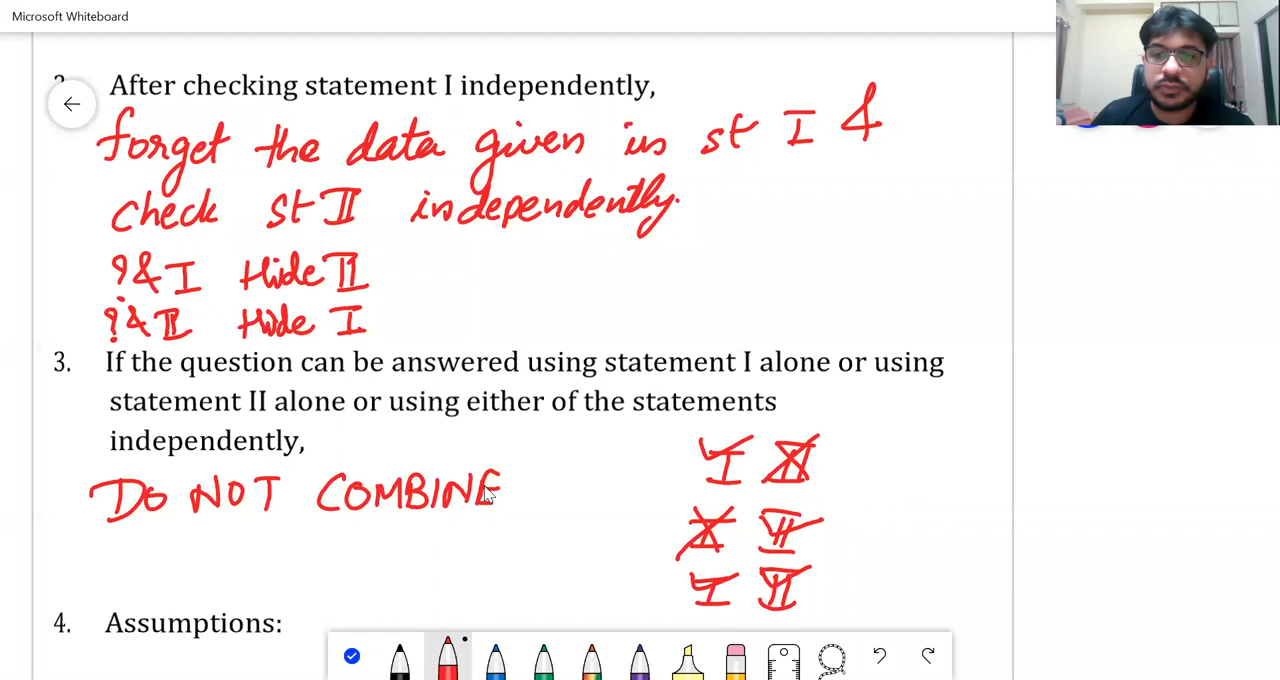 Microsoft Whiteboard
After checking statement I independently,
forget the data given in st I &
check st II independently.
? & I Hide II
? & II Hide I
3. If the question can be answered using statement I alone or using
statement II alone or using either of the statements
independently,
DO NOT COMBINE
I II
I II
I II
4. Assumptions: